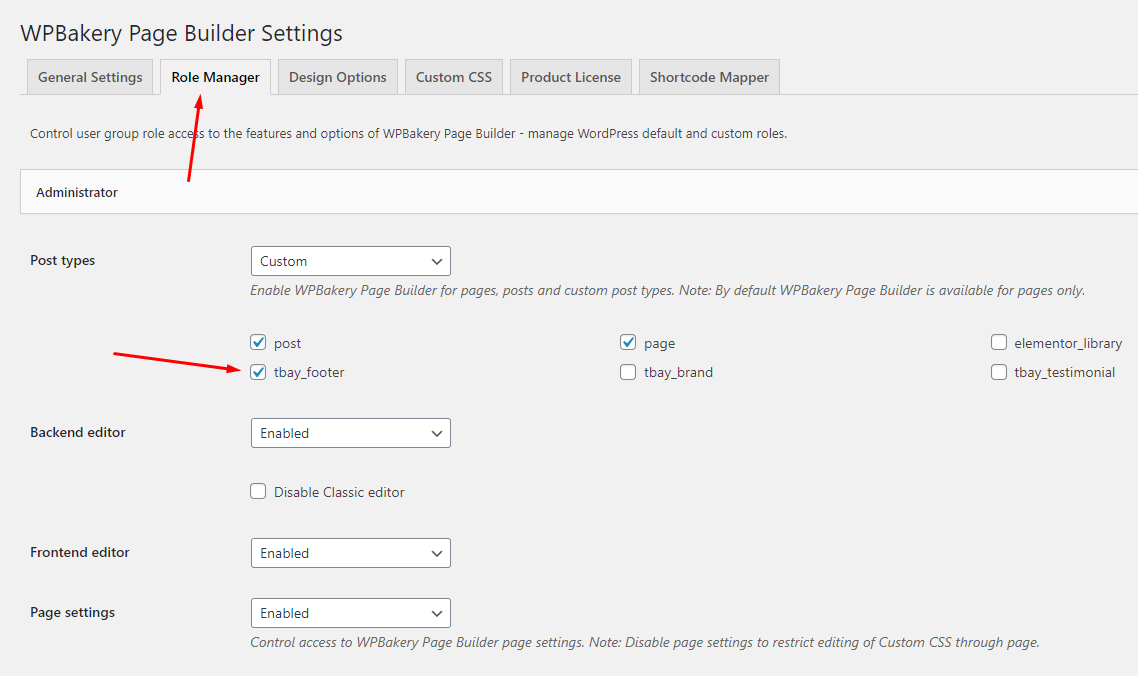 WPBakery Page Builder Settings
General Settings
Role Manager
Design Options
Custom CSS
Product License
Shortcode Mapper
Control user group role access to the features and options of WPBakery Page Builder - manage WordPress default and custom roles.
Administrator
Post types
Custom
Enable WPBakery Page Builder for pages, posts and custom post types. Note: By default WPBakery Page Builder is available for pages only.
post
page
elementor_library
tbay_footer
tbay_brand
tbay_testimonial
Backend editor
Enabled
Disable Classic editor
Frontend editor
Enabled
Page settings
Enabled
Control access to WPBakery Page Builder page settings. Note: Disable page settings to restrict editing of Custom CSS through page.